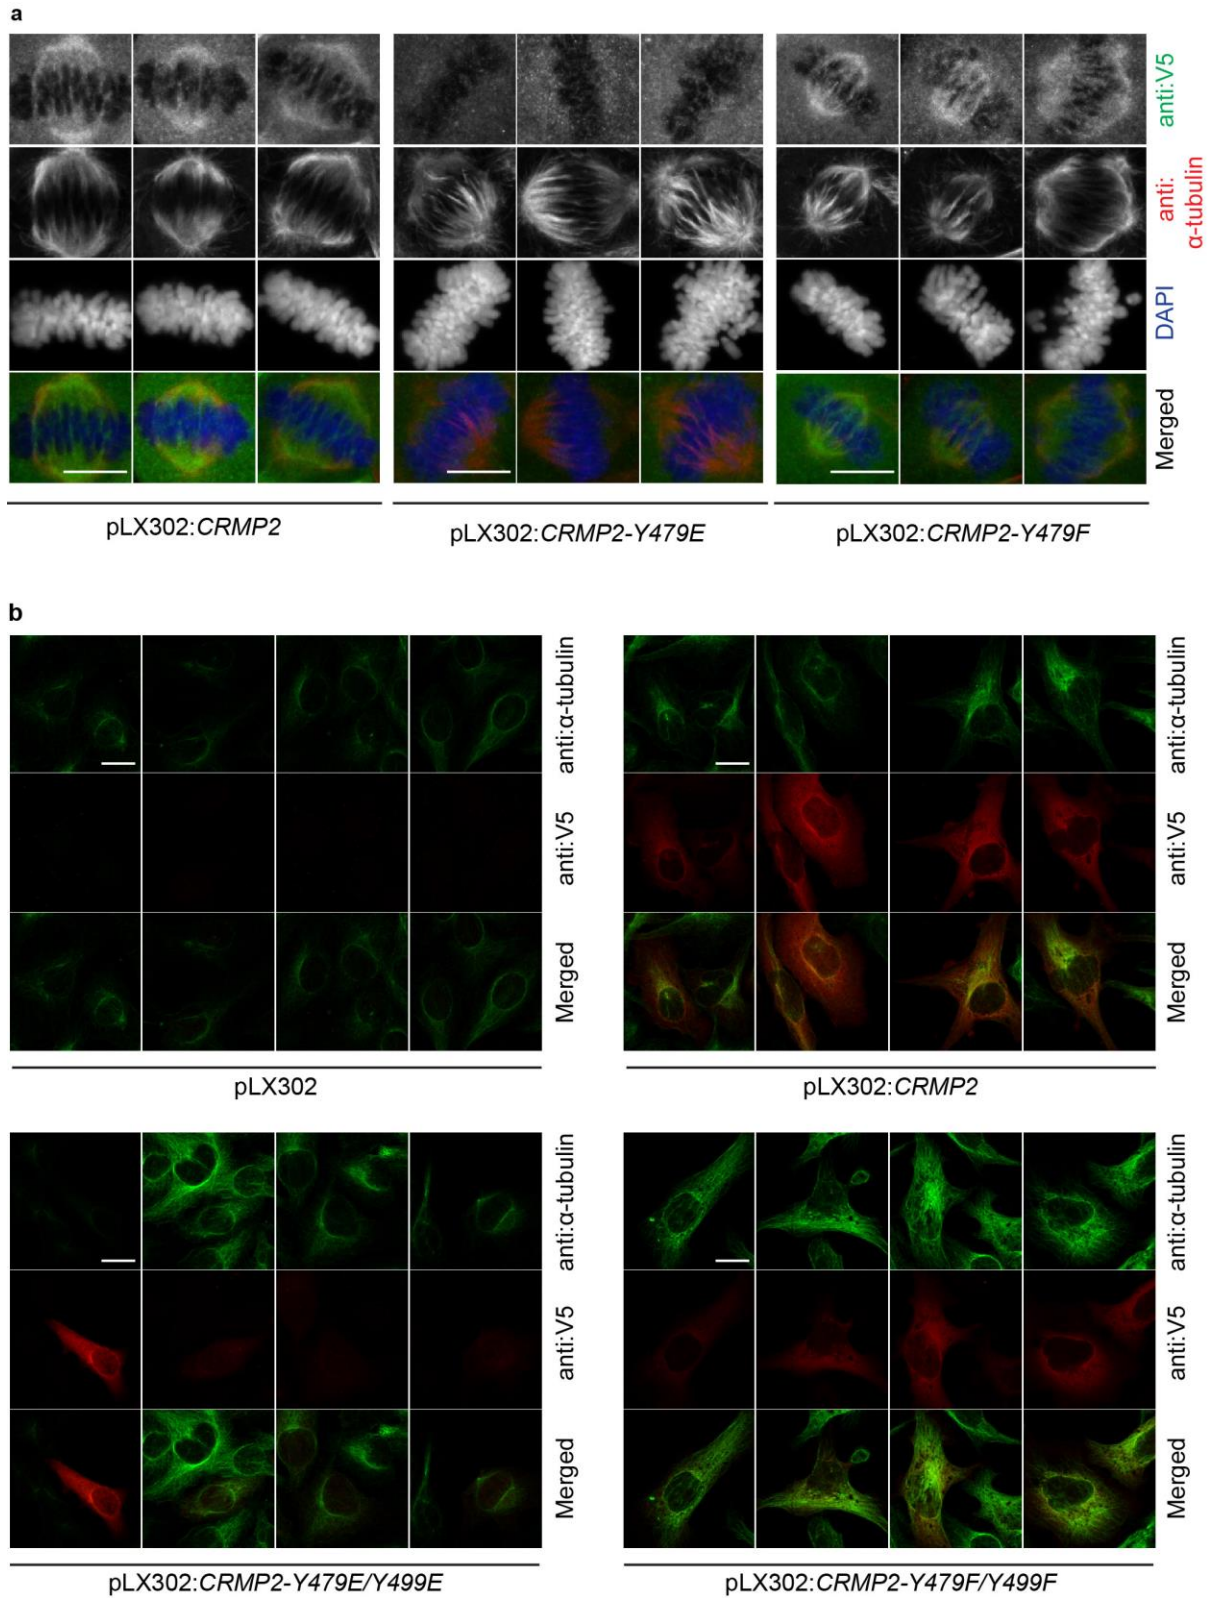 a
anti:V5
anti:
α-tubulin
DAPI
Merged
pLX302:CRMP2
pLX302:CRMP2-Y479E
pLX302:CRMP2-Y479F
b
anti:α-tubulin
anti:V5
Merged
pLX302
anti:α-tubulin
anti:V5
Merged
pLX302:CRMP2
anti:α-tubulin
anti:V5
Merged
pLX302:CRMP2-Y479E/Y499E
anti:α-tubulin
anti:V5
Merged
pLX302:CRMP2-Y479F/Y499F